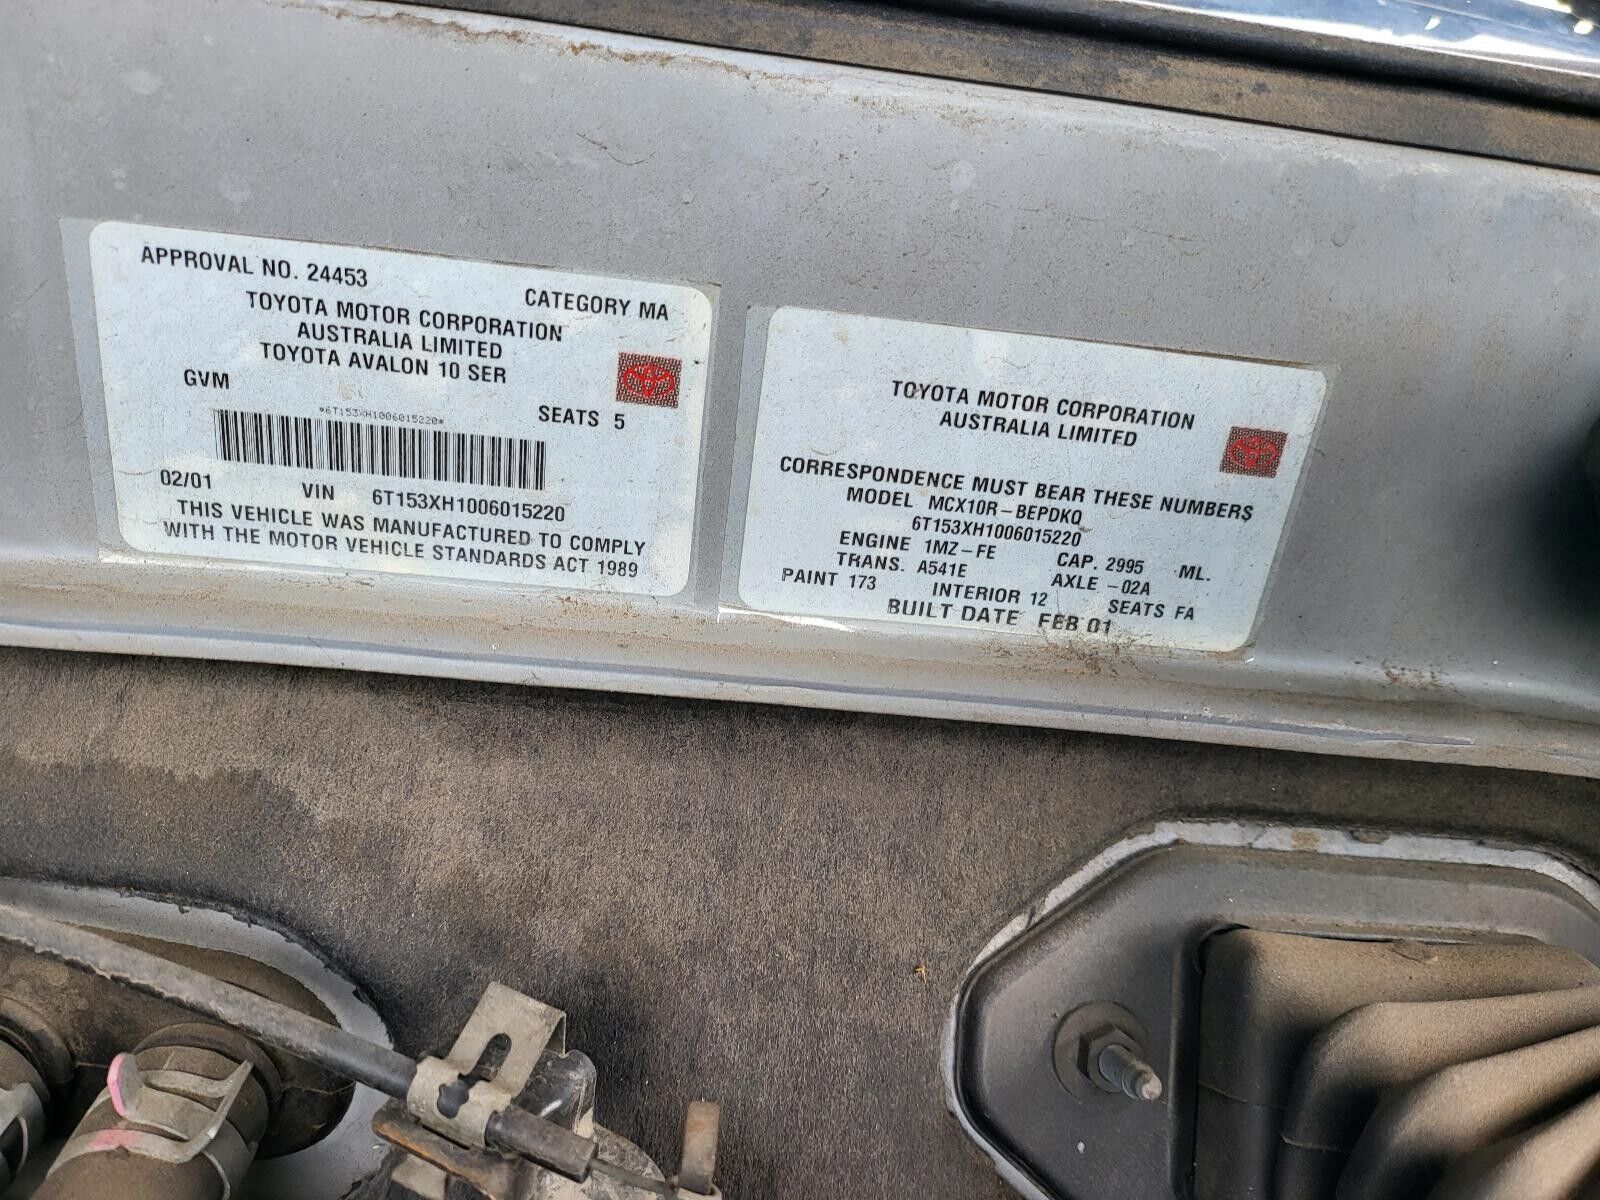 APPROVAL NO. 24453
CATEGORY MA
TOYOTA MOTOR CORPORATION
AUSTRALIA LIMITED
TOYOTA AVALON 10 SER
GVM
SEATS 5
*6T153XH1006015220*
02/01 VIN 6T153XH1006015220
THIS VEHICLE WAS MANUFACTURED TO COMPLY
WITH THE MOTOR VEHICLE STANDARDS ACT 1989
TOYOTA MOTOR CORPORATION
AUSTRALIA LIMITED
CORRESPONDENCE MUST BEAR THESE NUMBERS
MODEL MCX10R-BEPDKQ
6T153XH1006015220
ENGINE 1MZ-FE CAP. 2995 ML.
TRANS. A541E AXLE -02A
PAINT 173 INTERIOR 12 SEATS FA
BUILT DATE FEB 01